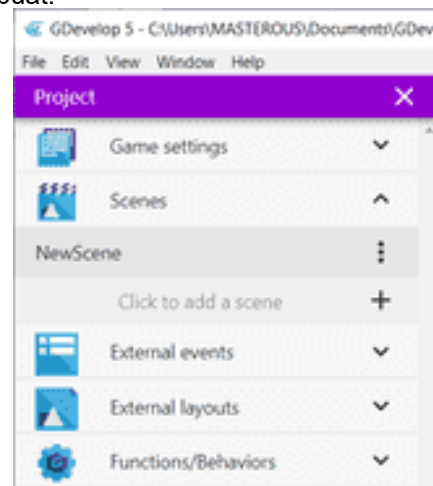 GDevelop 5 - C:\Users\MASTEROUS\Documents\GDev
File Edit View Window Help
Project
Game settings
Scenes
NewScene
Click to add a scene
External events
External layouts
Functions/Behaviors